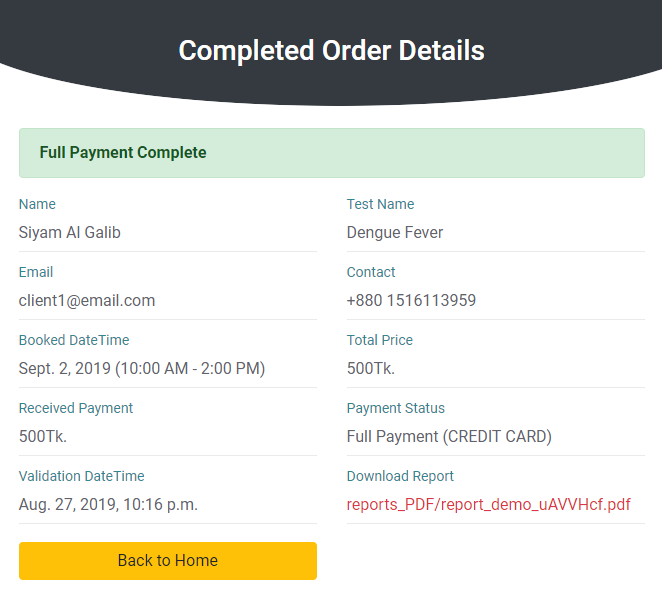 Completed Order Details
Full Payment Complete
Name
Siyam Al Galib
Test Name
Dengue Fever
Email
client1@email.com
Contact
+880 1516113959
Booked DateTime
Sept. 2, 2019 (10:00 AM - 2:00 PM)
Total Price
500Tk.
Received Payment
500Tk.
Payment Status
Full Payment (CREDIT CARD)
Validation DateTime
Aug. 27, 2019, 10:16 p.m.
Download Report
reports_PDF/report_demo_uAVVHcf.pdf
Back to Home